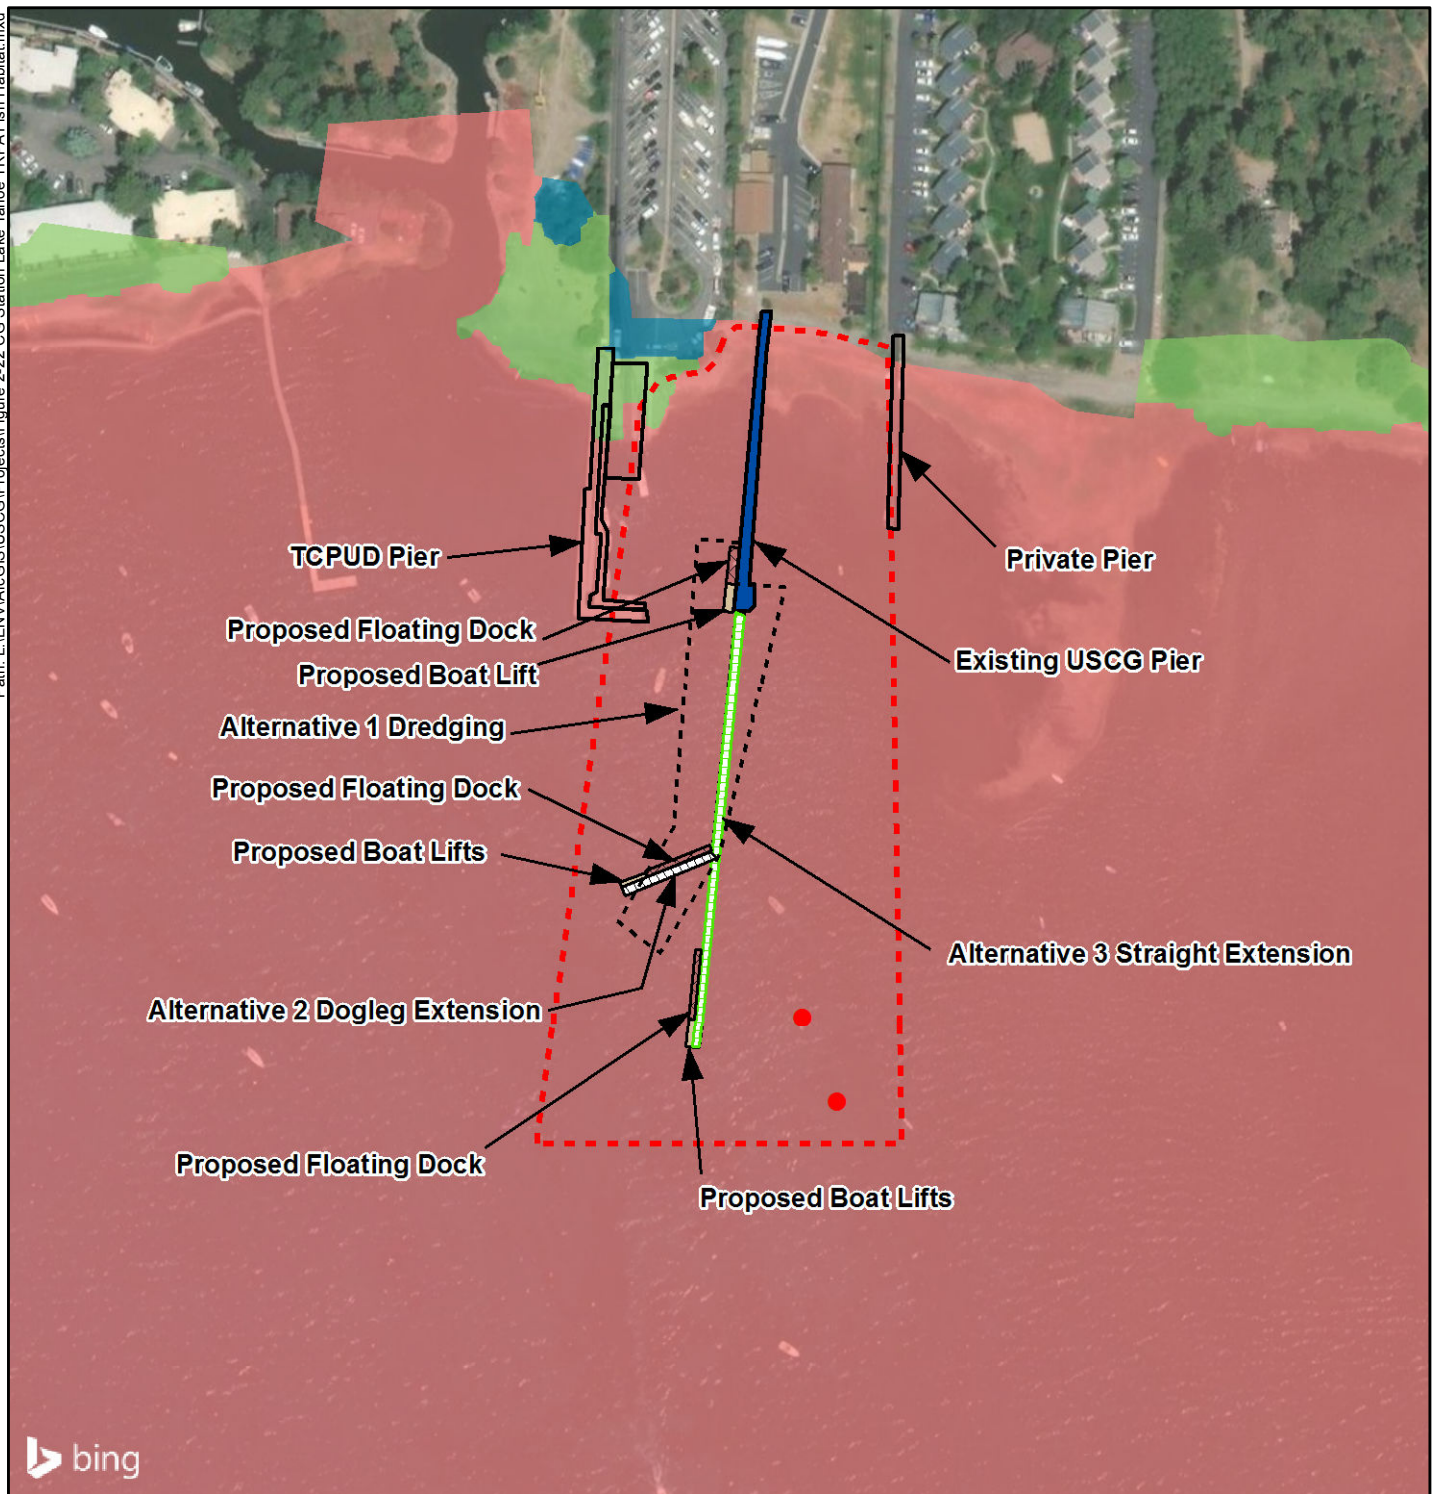 TCPUD Pier
Private Pier
Proposed Floating Dock
Existing USCG Pier
Proposed Boat Lift
Alternative 1 Dredging
Proposed Floating Dock
Proposed Boat Lifts
Alternative 3 Straight Extension
Alternative 2 Dogleg Extension
Proposed Floating Dock
Proposed Boat Lifts
bing